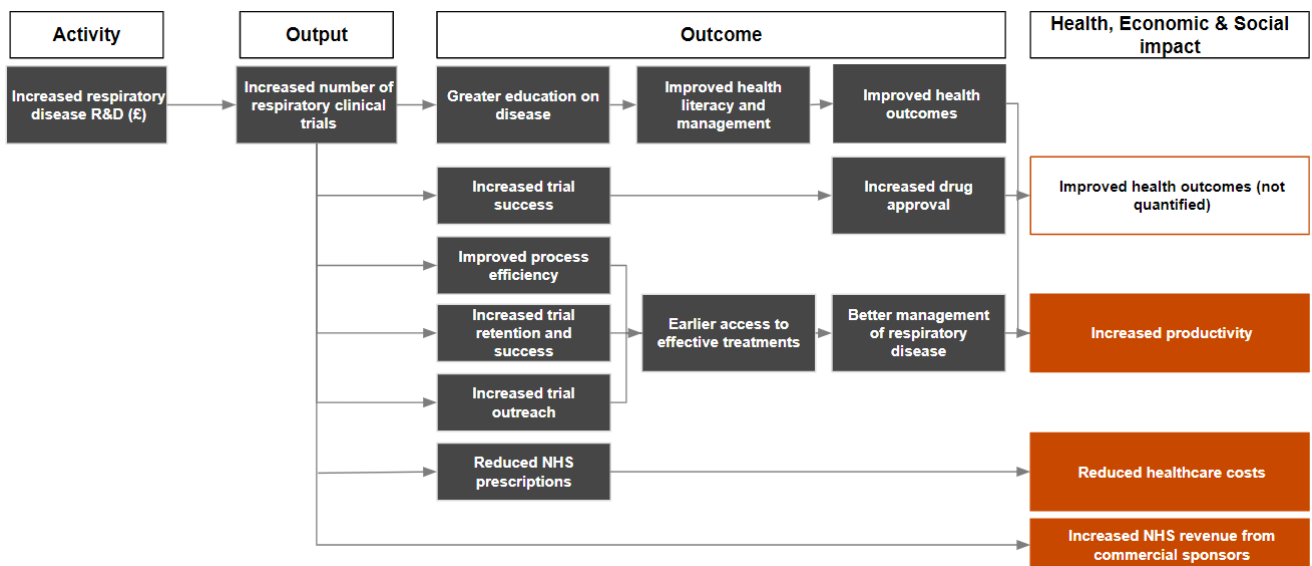 Activity
Output
Outcome
Health, Economic & Social
impact
Increased respiratory
disease R&D (£)
Increased number of
respiratory clinical
trials
Greater education on
disease
Improved health
literacy and
management
Improved health
outcomes
Increased trial
success
Increased drug
approval
Improved health outcomes (not
quantified)
Improved process
efficiency
Increased trial
retention and
success
Earlier access to
effective treatments
Better management
of respiratory
disease
Increased productivity
Increased trial
outreach
Reduced NHS
prescriptions
Reduced healthcare costs
Increased NHS revenue from
commercial sponsors